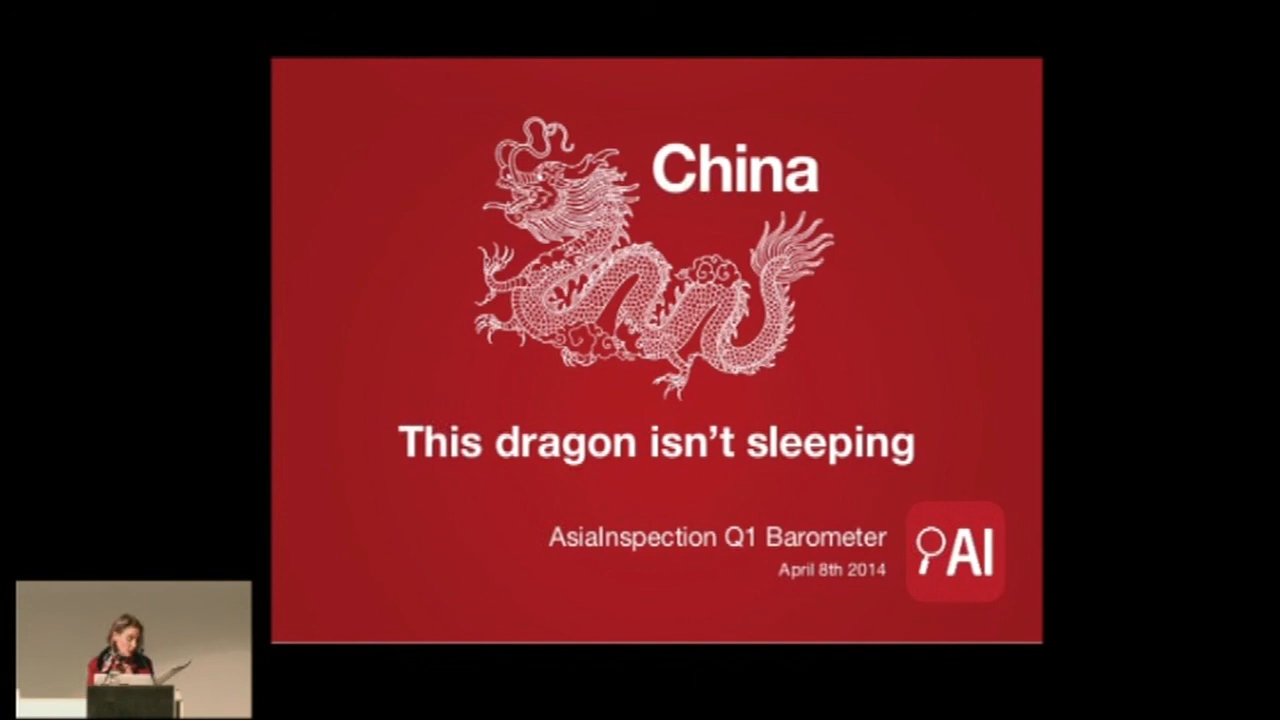 China
This dragon isn't sleeping
AsiaInspection Q1 Barometer
April 8th 2014
AI